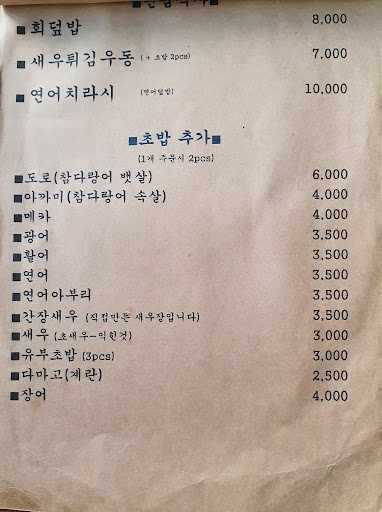 ■회덮밥 8,000
■새우튀김우동 (+초밥 2pcs) 7,000
■연어치라시 (연어덮밥) 10,000
■초밥 추가■
(1개 주문시 2pcs)
■도로(참다랑어 뱃살) 6,000
■아까미(참다랑어 속살) 4,000
■메카 4,000
■광어 3,500
■활어 3,500
■연어 3,500
■연어아부리 3,500
■간장새우 (직접만든 새우장입니다) 3,500
■새우 (초새우-익힌것) 3,000
■유부초밥 (3pcs) 3,000
■다마고(계란) 2,500
■장어 4,000